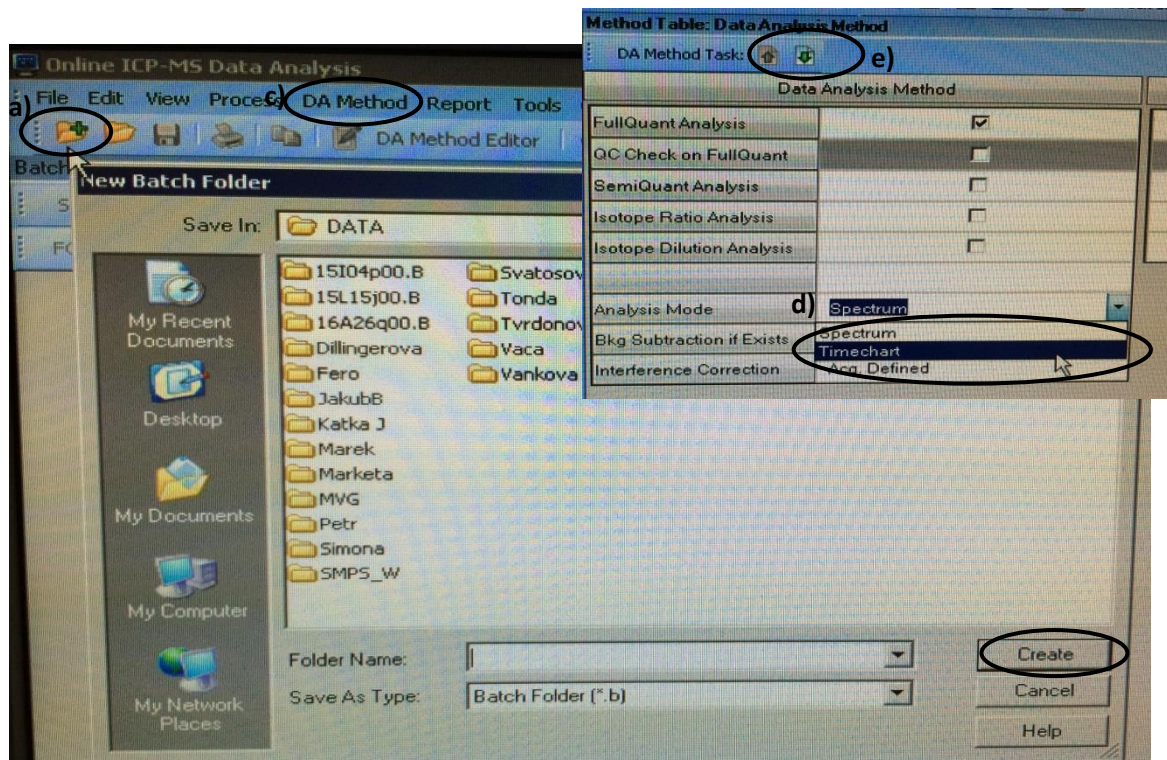 Online ICP-MS Data Analysis
a) File Edit View Process c) DA Method Report Tools
DA Method Editor
Batch
S
FO
New Batch Folder
Save In: DATA
15I04p00.B
15L15j00.B
16A26q00.B
Dillingerova
Fero
JakubB
Katka J
Marek
Marketa
MVG
Petr
Simona
SMPS_W
Svatosov
Tonda
Tvrdonov
Vaca
Vankova
My Recent
Documents
Desktop
My Documents
My Computer
My Network
Places
Folder Name:
Save As Type: Batch Folder (*.b)
Create
Cancel
Help
Method Table: Data Analysis Method
DA Method Task: e)
Data Analysis Method
FullQuant Analysis
QC Check on FullQuant
SemiQuant Analysis
Isotope Ratio Analysis
Isotope Dilution Analysis
Analysis Mode d) Spectrum
Bkg Subtraction if Exists Spectrum
Timechart
Interference Correction Acq. Defined